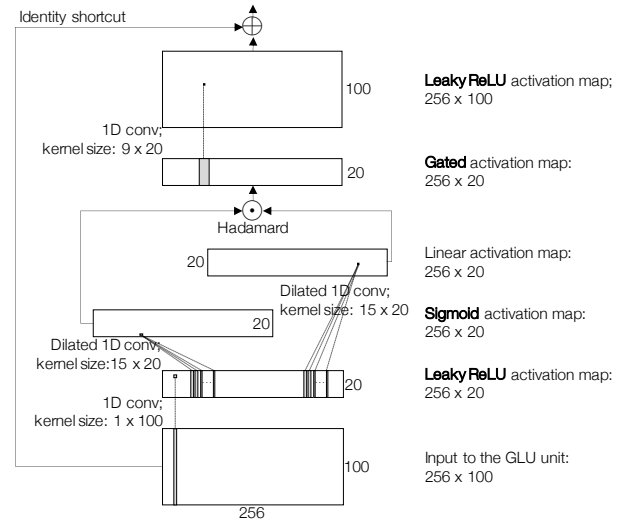 Identity shortcut
100
Leaky ReLU activation map;
256 x 100
1D conv;
kernel size: 9 x 20
20
Gated activation map:
256 x 20
Hadamard
20
Linear activation map:
256 x 20
Dilated 1D conv;
kernel size: 15 x 20
20
Sigmoid activation map:
256 x 20
Dilated 1D conv;
kernel size:15 x 20
20
Leaky ReLU activation map:
256 x 20
1D conv;
kernel size: 1 x 100
100
Input to the GLU unit:
256 x 100
256